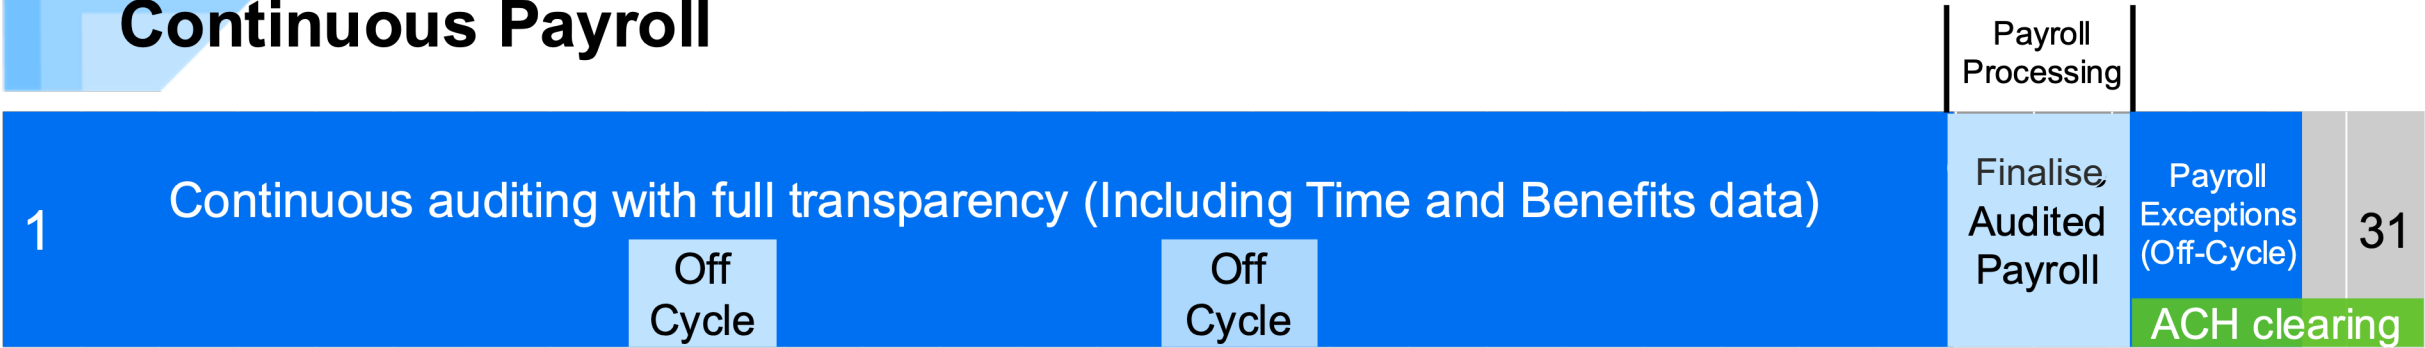 Continuous Payroll
Payroll
Processing
1
Continuous auditing with full transparency (Including Time and Benefits data)
Off
Cycle
Off
Cycle
Finalise
Audited
Payroll
Payroll
Exceptions
(Off-Cycle)
31
ACH clearing